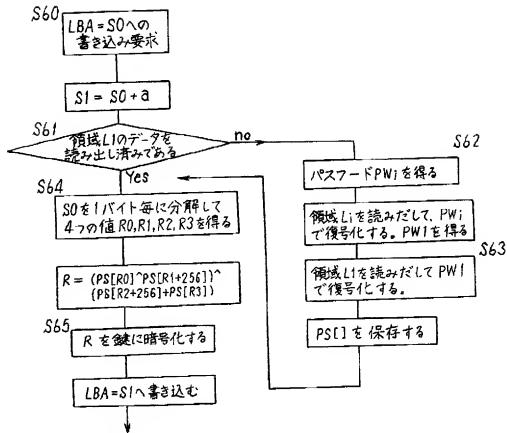 S60
LBA=S0への
書き込み要求
S1=S0+a
S61
領域L1のデータを
読み出し済みである
no
Yes
S62
パスワードPWiを得る
領域Liを読みだして、PWi
で復号化する。PW1を得る
S63
領域L1を読みだしてPW1
で復号化する。
PS[]を保存する
S64
S0を1バイト毎に分解して
4つの値R0,R1,R2,R3を得る
R=(PS[R0]^PS[R1+256])^
(PS[R2+256]+PS[R3])
S65
Rを鍵に暗号化する
LBA=S1へ書き込む